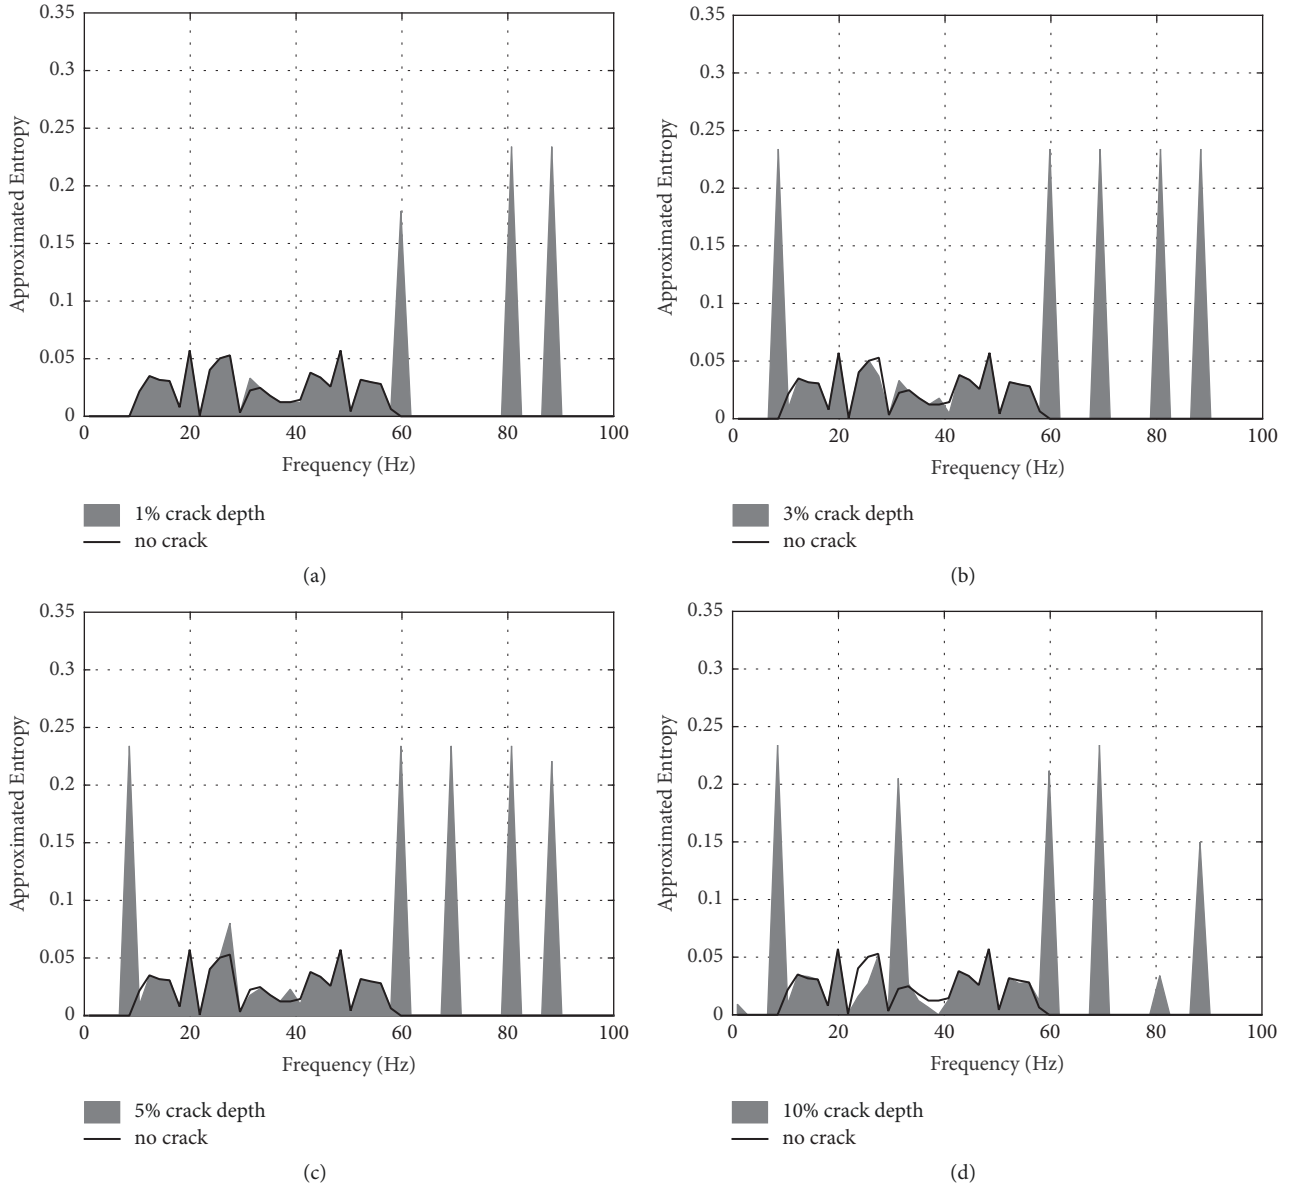 0.35
0.3
0.25
0.2
0.15
0.1
0.05
0
Approximated Entropy
0 20 40 60 80 100
Frequency (Hz)
1% crack depth
no crack
(a)
0.35
0.3
0.25
0.2
0.15
0.1
0.05
0
Approximated Entropy
0 20 40 60 80 100
Frequency (Hz)
3% crack depth
no crack
(b)
0.35
0.3
0.25
0.2
0.15
0.1
0.05
0
Approximated Entropy
0 20 40 60 80 100
Frequency (Hz)
5% crack depth
no crack
(c)
0.35
0.3
0.25
0.2
0.15
0.1
0.05
0
Approximated Entropy
0 20 40 60 80 100
Frequency (Hz)
10% crack depth
no crack
(d)